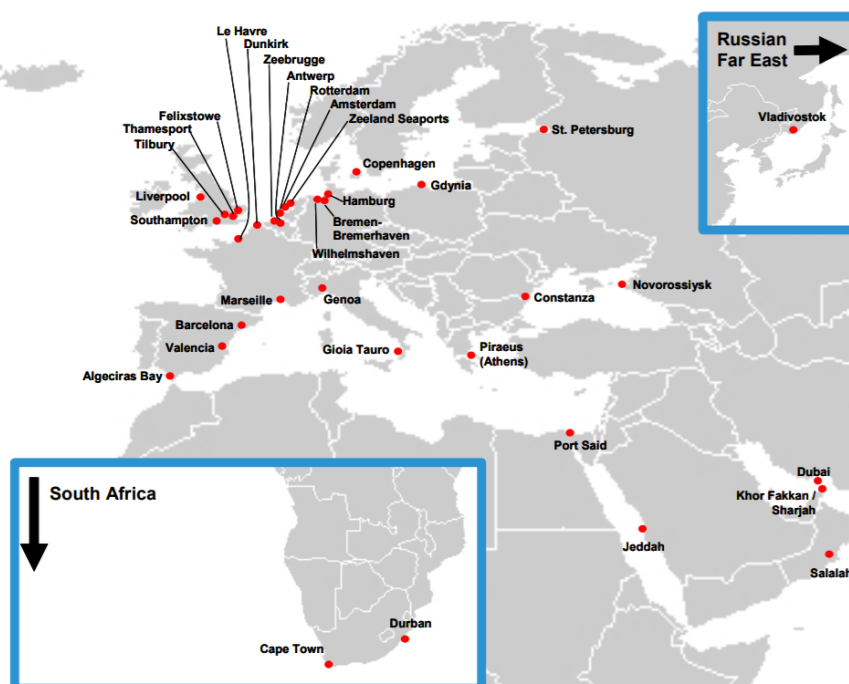 Le Havre
Dunkirk
Zeebrugge
Antwerp
Rotterdam
Amsterdam
Zeeland Seaports
Felixstowe
Thamesport
Tilbury
Liverpool
Southampton
Copenhagen
Hamburg
Bremen-
Bremerhaven
Wilhelmshaven
Gdynia
St. Petersburg
Russian
Far East
Vladivostok
Marseille
Genoa
Constanza
Novorossiysk
Barcelona
Valencia
Algeciras Bay
Gioia Tauro
Piraeus
(Athens)
Port Said
Dubai
Khor Fakkan /
Sharjah
Jeddah
Salalah
South Africa
Durban
Cape Town